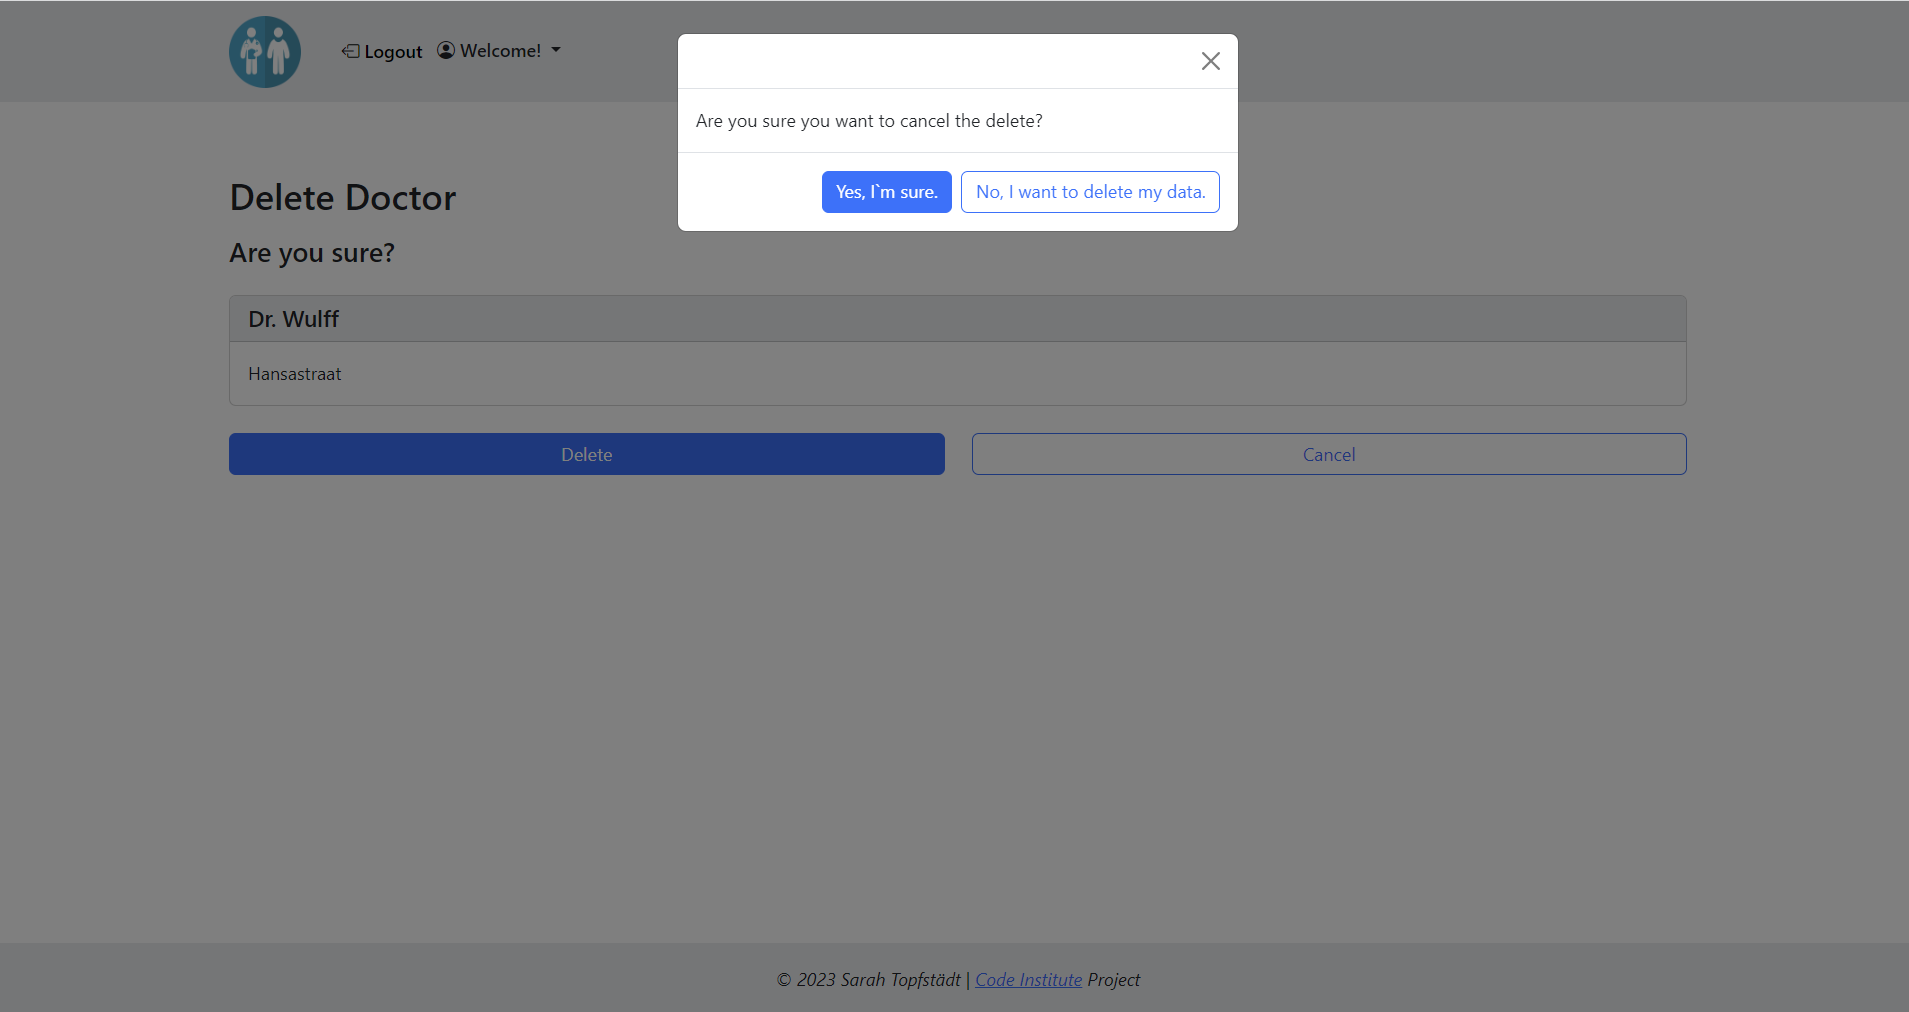 Logout Welcome!
Are you sure you want to cancel the delete?
Yes, I`m sure. No, I want to delete my data.
Delete Doctor
Are you sure?
Dr. Wulff
Hansastraat
Delete Cancel
© 2023 Sarah Topfstädt | Code Institute Project